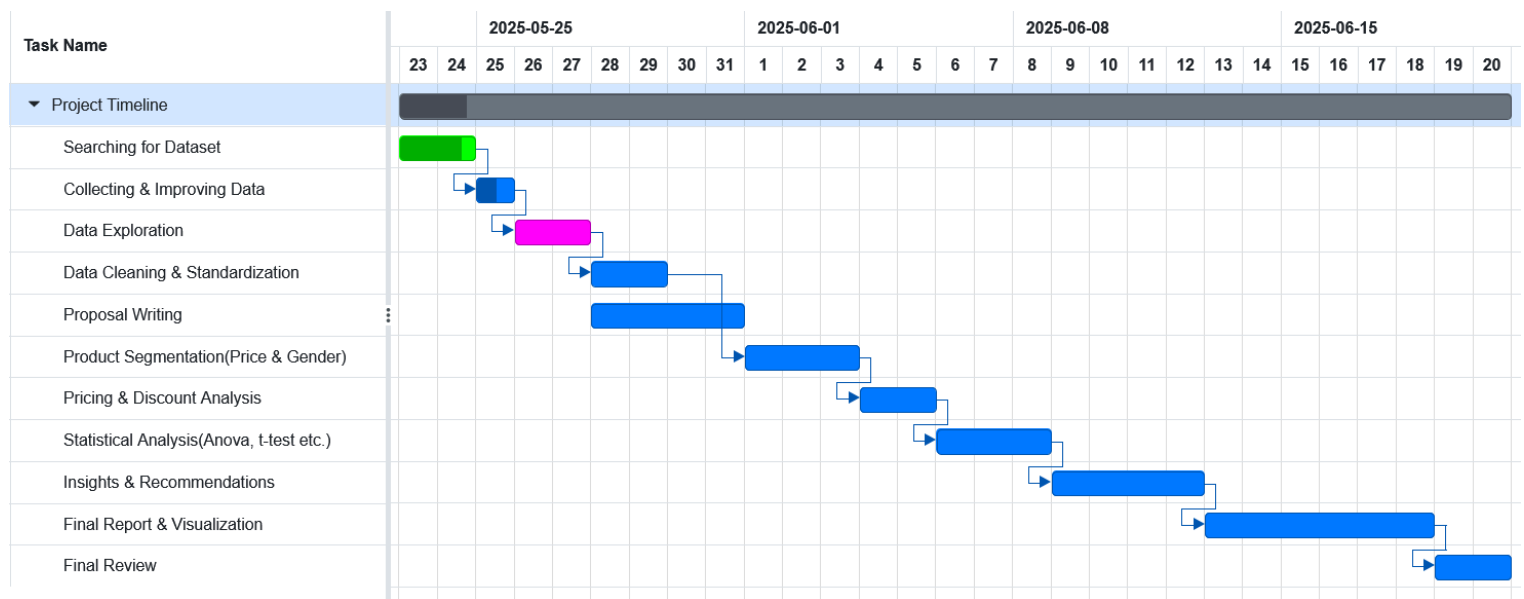 Task Name
2025-05-25 2025-06-01 2025-06-08 2025-06-15
23 24 25 26 27 28 29 30 31 1 2 3 4 5 6 7 8 9 10 11 12 13 14 15 16 17 18 19 20
Project Timeline
Searching for Dataset
Collecting & Improving Data
Data Exploration
Data Cleaning & Standardization
Proposal Writing
Product Segmentation(Price & Gender)
Pricing & Discount Analysis
Statistical Analysis(Anova, t-test etc.)
Insights & Recommendations
Final Report & Visualization
Final Review